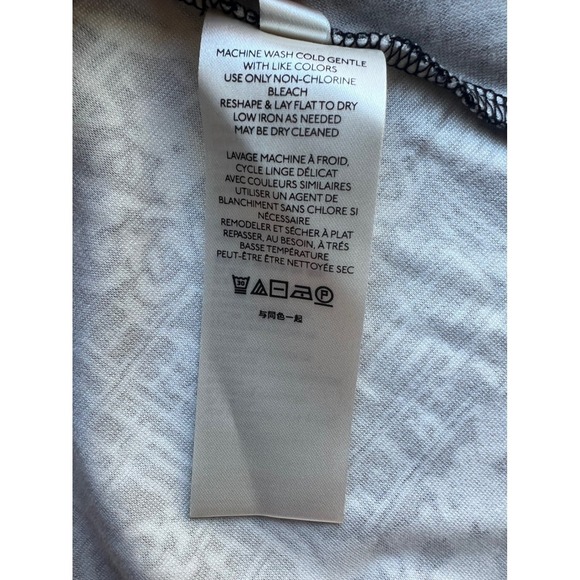 MACHINE WASH COLD GENTLE
WITH LIKE COLORS
USE ONLY NON-CHLORINE
BLEACH
RESHAPE & LAY FLAT TO DRY
LOW IRON AS NEEDED
MAY BE DRY CLEANED
LAVAGE MACHINE À FROID,
CYCLE LINGE DÉLICAT
AVEC COULEURS SIMILAIRES
UTILISER UN AGENT DE
BLANCHIMENT SANS CHLORE SI
NÉCESSAIRE
REMODELER ET SÉCHER À PLAT
REPASSER, AU BESOIN, À TRÉS
BASSE TEMPÉRATURE
PEUT-ÊTRE ÊTRE NETTOYÉE SEC
30 P
与同色一起